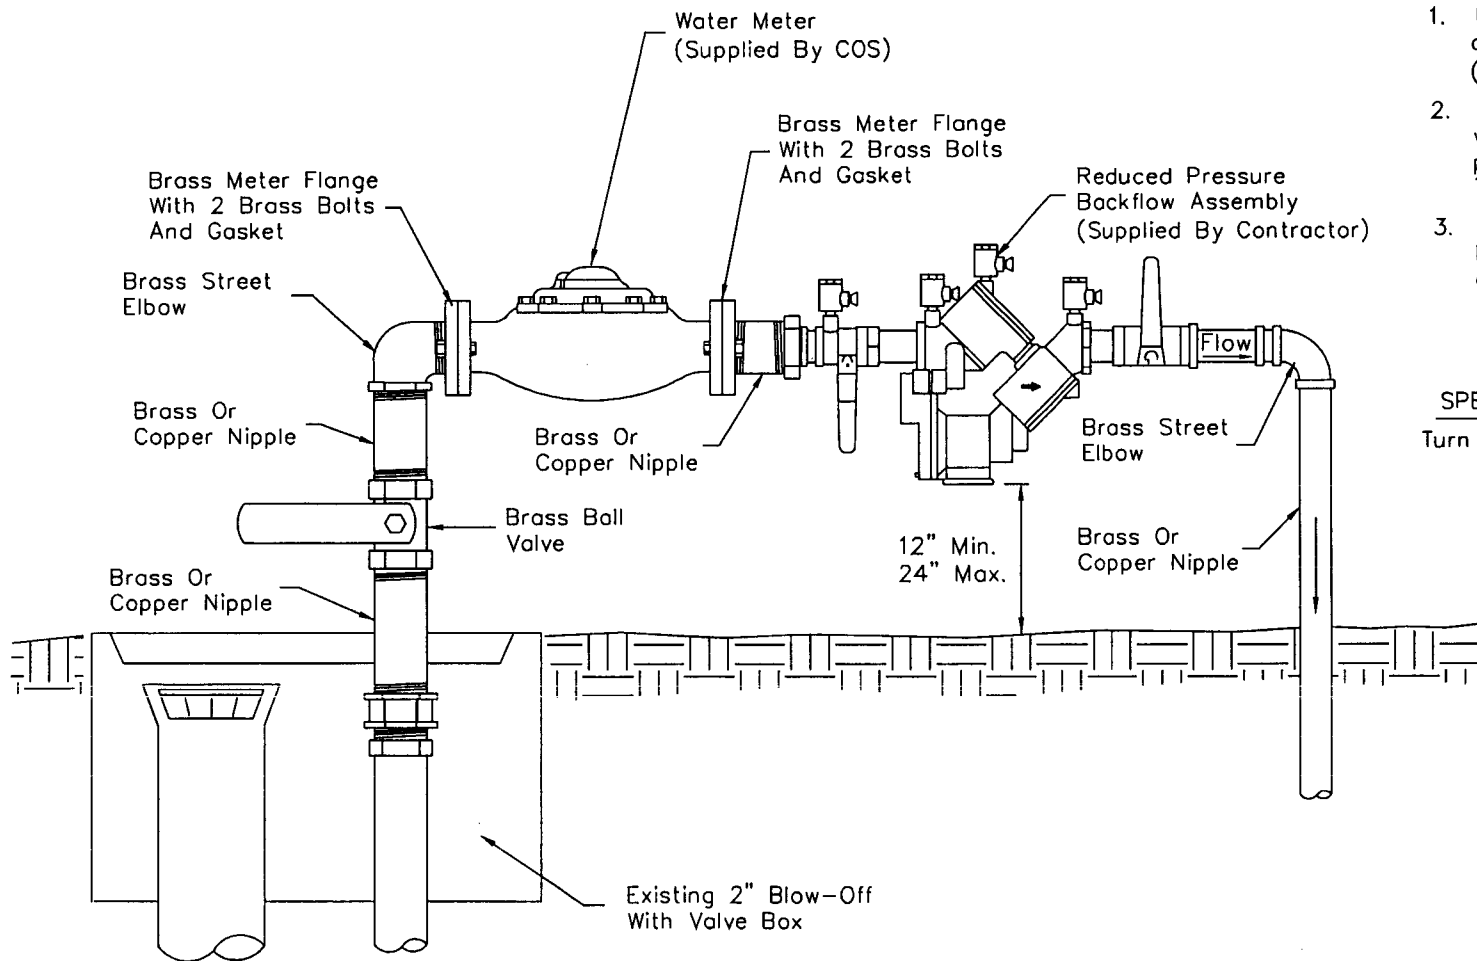 Water Meter
(Supplied By COS)
Brass Meter Flange
With 2 Brass Bolts
And Gasket
Brass Meter Flange
With 2 Brass Bolts
And Gasket
Reduced Pressure
Backflow Assembly
(Supplied By Contractor)
Brass Street
Elbow
Flow
Brass Or
Copper Nipple
Brass Or
Copper Nipple
Brass Street
Elbow
Brass Ball
Valve
12" Min.
24" Max.
Brass Or
Copper Nipple
Brass Or
Copper Nipple
Existing 2" Blow-Off
With Valve Box
1.
2.
3.
SPE
Turn